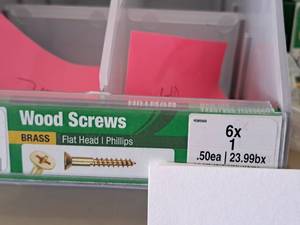 Wood Screws
BRASS Flat Head | Phillips
6x
1
.50ea | 23.99bx